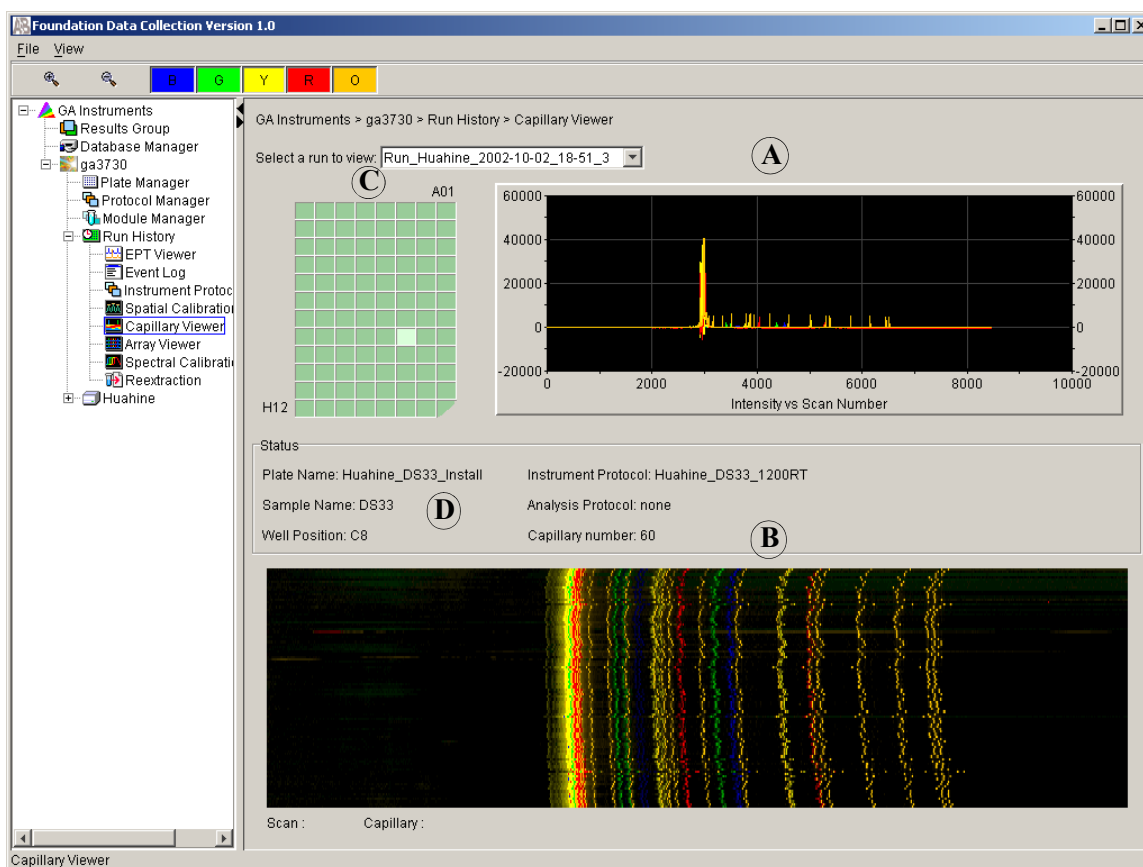 Foundation Data Collection Version 1.0
File View
B G Y R O
GA Instruments
Results Group
Database Manager
ga3730
Plate Manager
Protocol Manager
Module Manager
Run History
EPT Viewer
Event Log
Instrument Protoc
Spatial Calibration
Capillary Viewer
Array Viewer
Spectral Calibrati
Reextraction
Huahine
GA Instruments > ga3730 > Run History > Capillary Viewer
Select a run to view: Run_Huahine_2002-10-02_18-51_3
A
C
A01
H12
60000 60000
40000 40000
20000 20000
0 0
-20000 -20000
0 2000 4000 6000 8000 10000
Intensity vs Scan Number
Status
Plate Name: Huahine_DS33_Install Instrument Protocol: Huahine_DS33_1200RT
Sample Name: DS33 Analysis Protocol: none
D
Well Position: C8 Capillary number: 60
B
Scan : Capillary :
Capillary Viewer